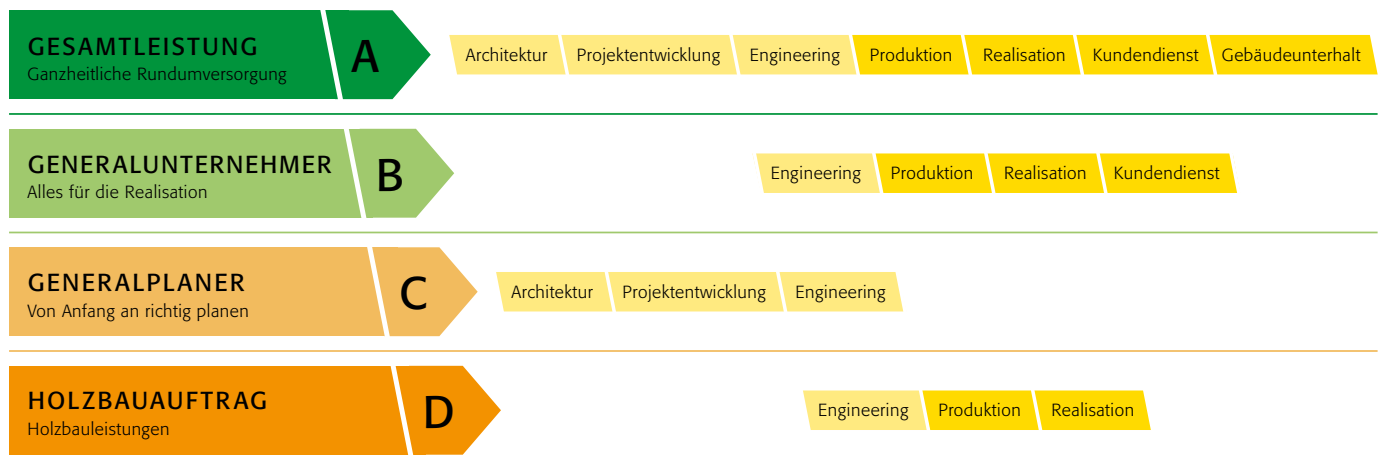 GESAMTLEISTUNG
Ganzheitliche Rundumversorgung
A
Architektur Projektentwicklung Engineering Produktion Realisation Kundendienst Gebäudeunterhalt
GENERALUNTERNEHMER
Alles für die Realisation
B
Engineering Produktion Realisation Kundendienst
GENERALPLANER
Von Anfang an richtig planen
C
Architektur Projektentwicklung Engineering
HOLZBAUAUFTRAG
Holzbauleistungen
D
Engineering Produktion Realisation